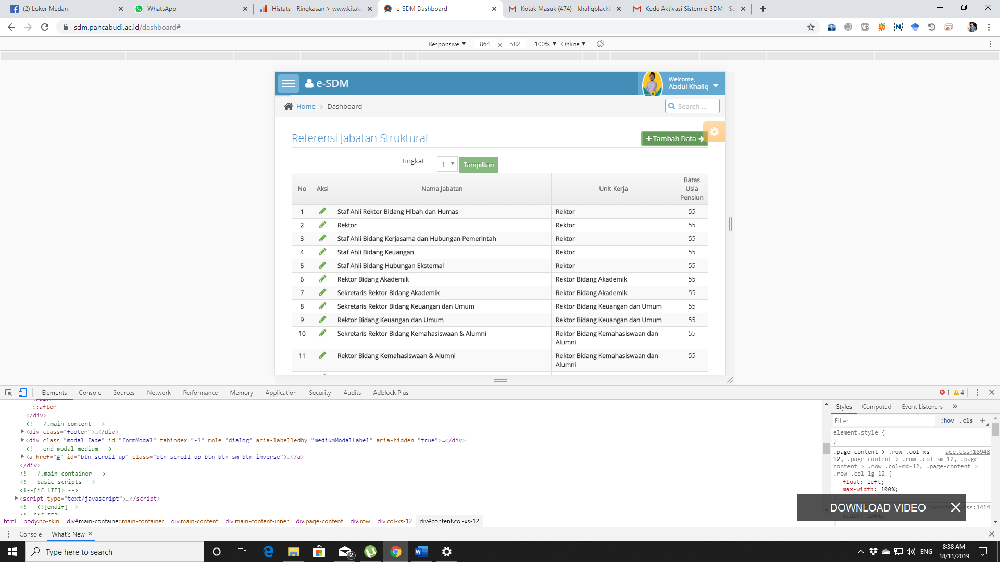 (2) Loker Medan
WhatsApp
Histats - Ringkasan > www.kitake
e-SDM Dashboard
Kotak Masuk (474) - khaliqblackli
Kode Aktivasi Sistem e-SDM - Se
sdm.pancabudi.ac.id/dashboard#
Responsive ▼ 864 × 582 100% ▼ Online ▼
e-SDM
Welcome,
Abdul Khaliq
Home > Dashboard
Search ...
Referensi Jabatan Struktural
+ Tambah Data
Tingkat 1 Tampilkan
No Aksi Nama Jabatan Unit Kerja Batas Usia Pensiun
1 Staf Ahli Rektor Bidang HIbah dan Humas Rektor 55
2 Rektor Rektor 55
3 Staf Ahli Bidang Kerjasama dan Hubungan Pemerintah Rektor 55
4 Staf Ahli Bidang Keuangan Rektor 55
5 Staf Ahli Bidang Hubungan Eksternal Rektor 55
6 Rektor Bidang Akademik Rektor Bidang Akademik 55
7 Sekretaris Rektor Bidang Akademik Rektor Bidang Akademik 55
8 Sekretaris Rektor Bidang Keuangan dan Umum Rektor Bidang Keuangan dan Umum 55
9 Rektor Bidang Keuangan dan Umum Rektor Bidang Keuangan dan Umum 55
10 Sekretaris Rektor Bidang Kemahasiswaan & Alumni Rektor Bidang Kemahasiswaan dan Alumni 55
11 Rektor Bidang Kemahasiswaan & Alumni Rektor Bidang Kemahasiswaan dan Alumni 55
Elements Console Sources Network Performance Memory Application Security Audits Adblock Plus
1 4
::after
</div>
<!-- /.main-content -->
<div class="footer">…</div>
<div class="modal fade" id="formModal" tabindex="-1" role="dialog" aria-labelledby="mediumModalLabel" aria-hidden="true">…</div>
<!-- end modal medium -->
<a href="#" id="btn-scroll-up" class="btn-scroll-up btn btn-sm btn-inverse">…</a>
</div>
<!-- /.main-container -->
<!-- basic scripts -->
<!--[if !IE]> -->
<script type="text/javascript">…</script>
<!-- <![endif]-->
html body.no-skin div#main-container.main-container div.main-content div.main-content-inner div.page-content div.row div.col-xs-12 div#content.col-xs-12
Styles Computed Event Listeners »
Filter :hov .cls +
element.style {
}
.page-content > .row .col-xs- ace.css:18948
12, .page-content > .row .col-sm-12, .page-
content > .row .col-md-12, .page-content >
.row .col-lg-12 {
float: left;
max-width: 100%;
}
DOWNLOAD VIDEO
css:1414
width: 100%;
}
Console What's New
Type here to search
2
ENG
8:38 AM
18/11/2019